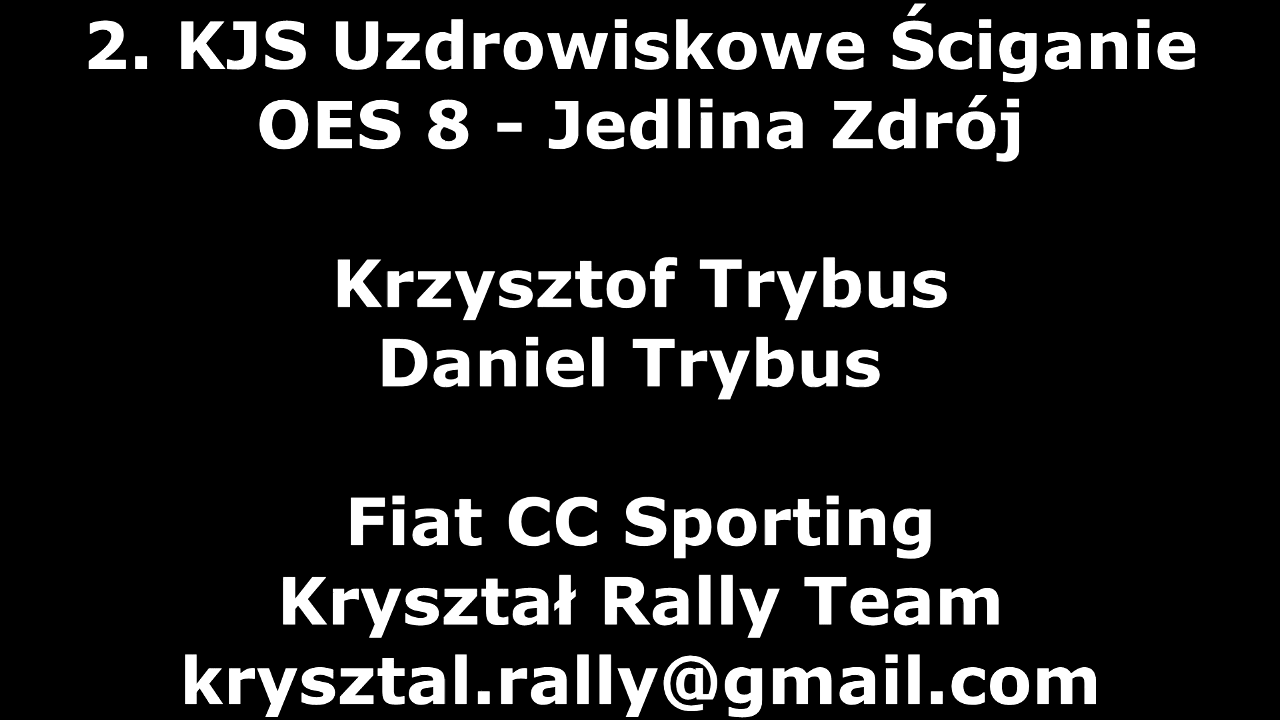 2. KJS Uzdrowiskowe Ściganie
OES 8 - Jedlina Zdrój
Krzysztof Trybus
Daniel Trybus
Fiat CC Sporting
Kryształ Rally Team
krysztal.rally@gmail.com